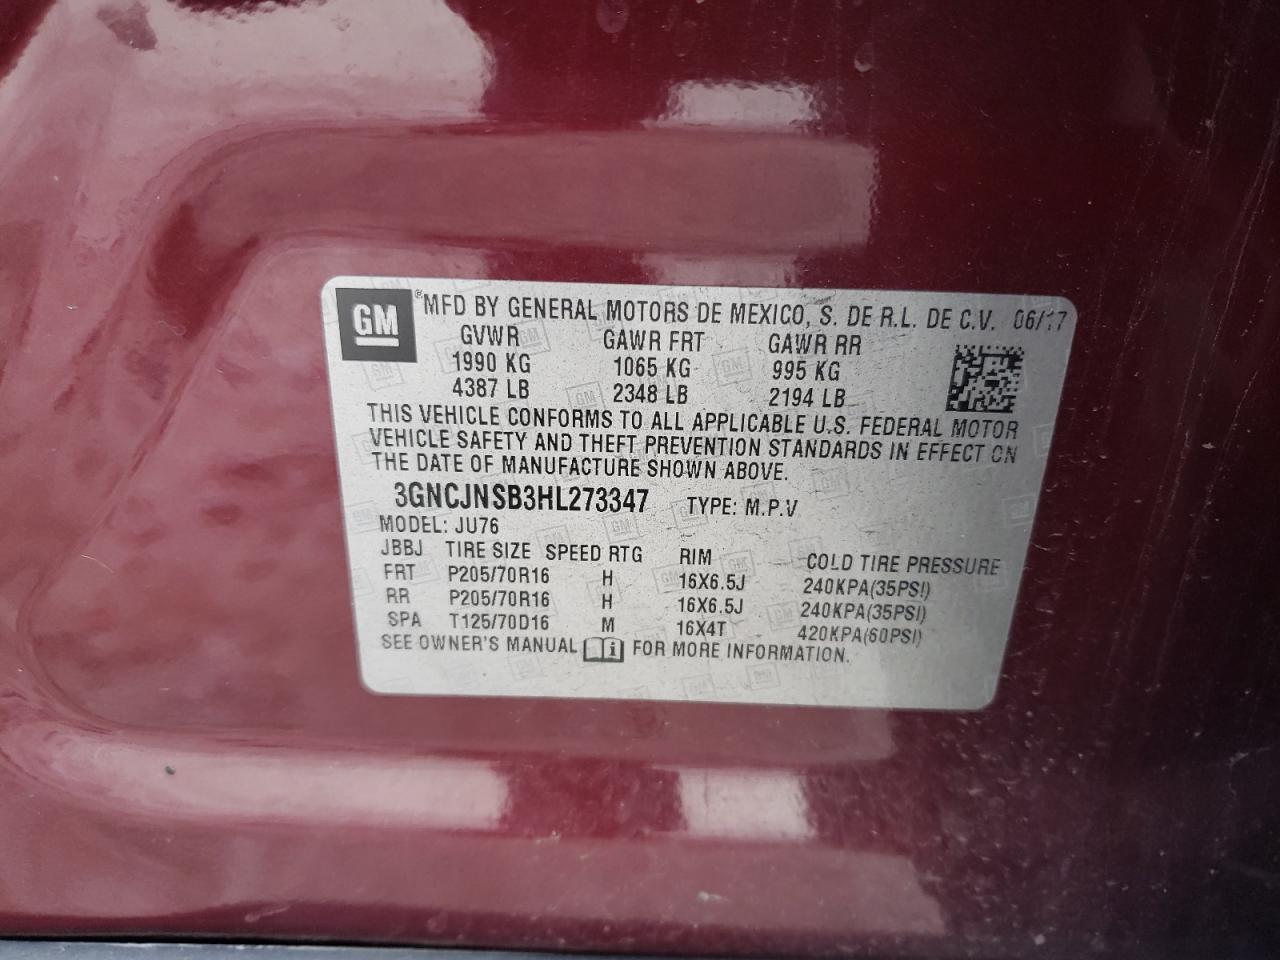 GM ®MFD BY GENERAL MOTORS DE MEXICO, S. DE R.L. DE C.V. 06/17
GVWR GAWR FRT GAWR RR
1990 KG 1065 KG 995 KG
4387 LB 2348 LB 2194 LB
THIS VEHICLE CONFORMS TO ALL APPLICABLE U.S. FEDERAL MOTOR
VEHICLE SAFETY AND THEFT PREVENTION STANDARDS IN EFFECT ON
THE DATE OF MANUFACTURE SHOWN ABOVE.
3GNCJNSB3HL273347 TYPE: M.P.V
MODEL: JU76
JBBJ TIRE SIZE SPEED RTG RIM COLD TIRE PRESSURE
FRT P205/70R16 H 16X6.5J 240KPA(35PSI)
RR P205/70R16 H 16X6.5J 240KPA(35PSI)
SPA T125/70D16 M 16X4T 420KPA(60PSI)
SEE OWNER'S MANUAL i FOR MORE INFORMATION.